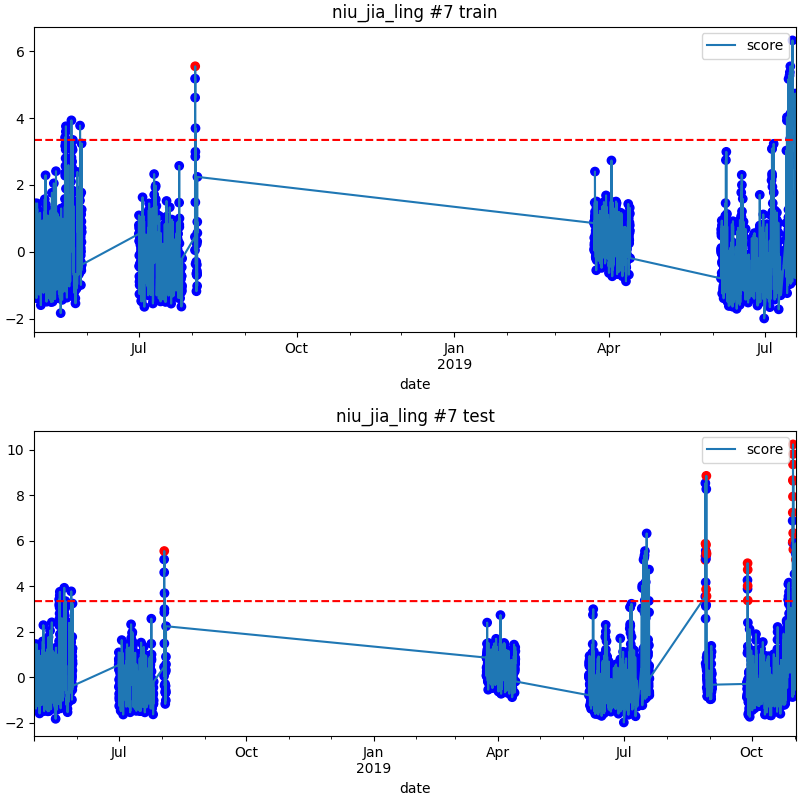 niu_jia_ling #7 train
score
6
4
2
0
−2
Jul
Oct
Jan
2019
Apr
Jul
date
niu_jia_ling #7 test
score
10
8
6
4
2
0
−2
Jul
Oct
Jan
2019
Apr
Jul
Oct
date